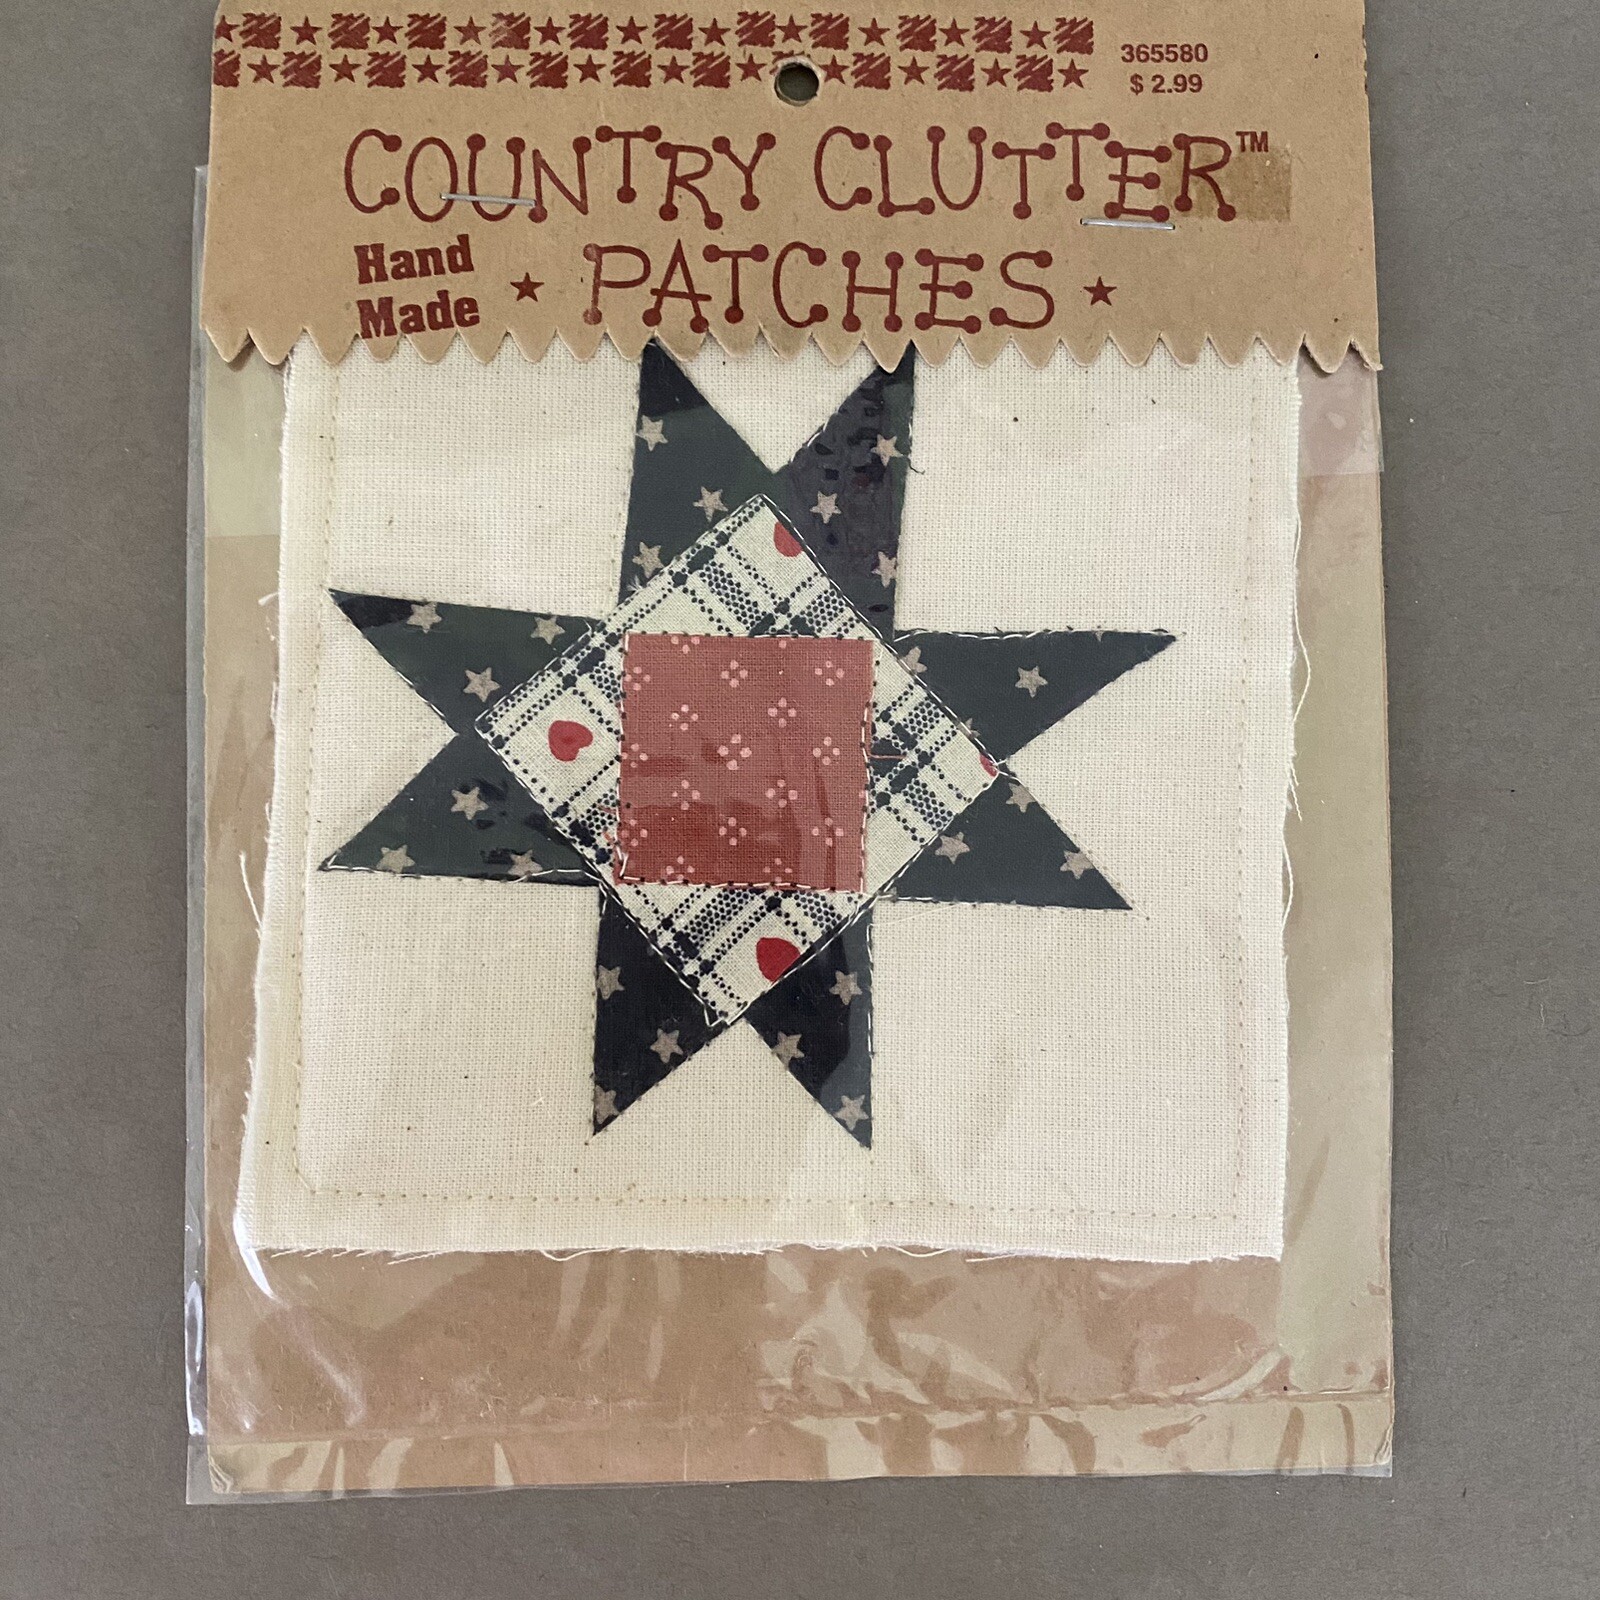 365580
$ 2.99
COUNTRY CLUTTER™
Hand
Made
★ PATCHES ★